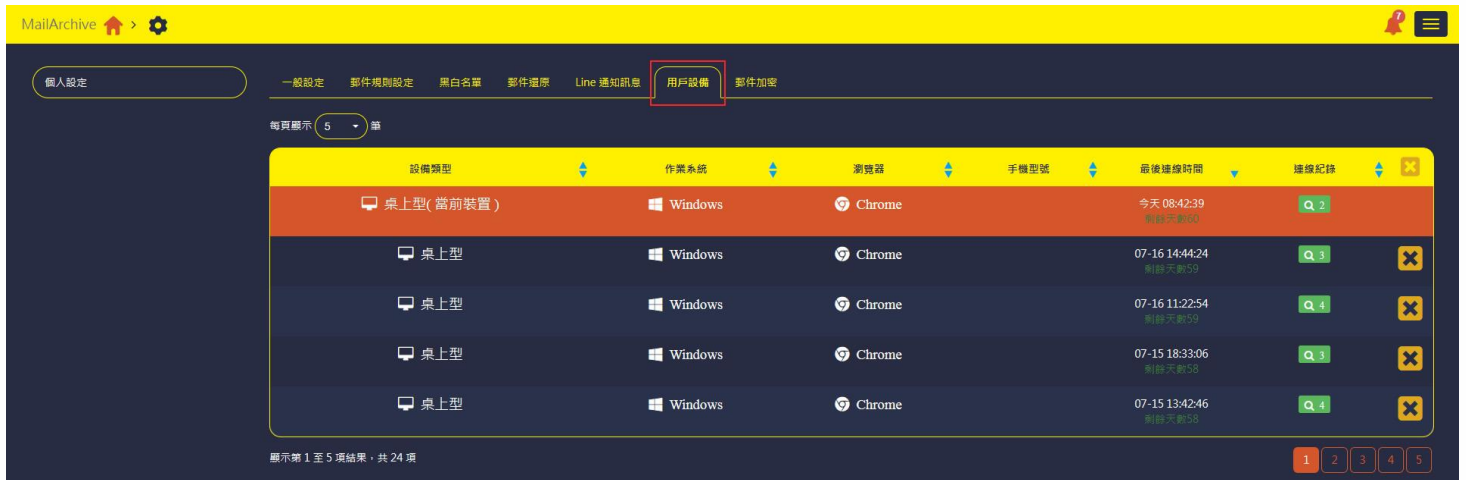 MailArchive >
7
個人設定
一般設定 郵件規則設定 黑白名單 郵件還原 Line 通知訊息 用戶設備 郵件加密
每頁顯示 5 筆
設備類型 作業系統 瀏覽器 手機型號 最後連線時間 連線紀錄
桌上型( 當前裝置 ) Windows Chrome 今天 08:42:39 2
剩餘天數60
桌上型 Windows Chrome 07-16 14:44:24 3
剩餘天數59
桌上型 Windows Chrome 07-16 11:22:54 4
剩餘天數59
桌上型 Windows Chrome 07-15 18:33:06 3
剩餘天數58
桌上型 Windows Chrome 07-15 13:42:46 4
剩餘天數58
顯示第 1 至 5 項結果，共 24 項
1 2 3 4 5